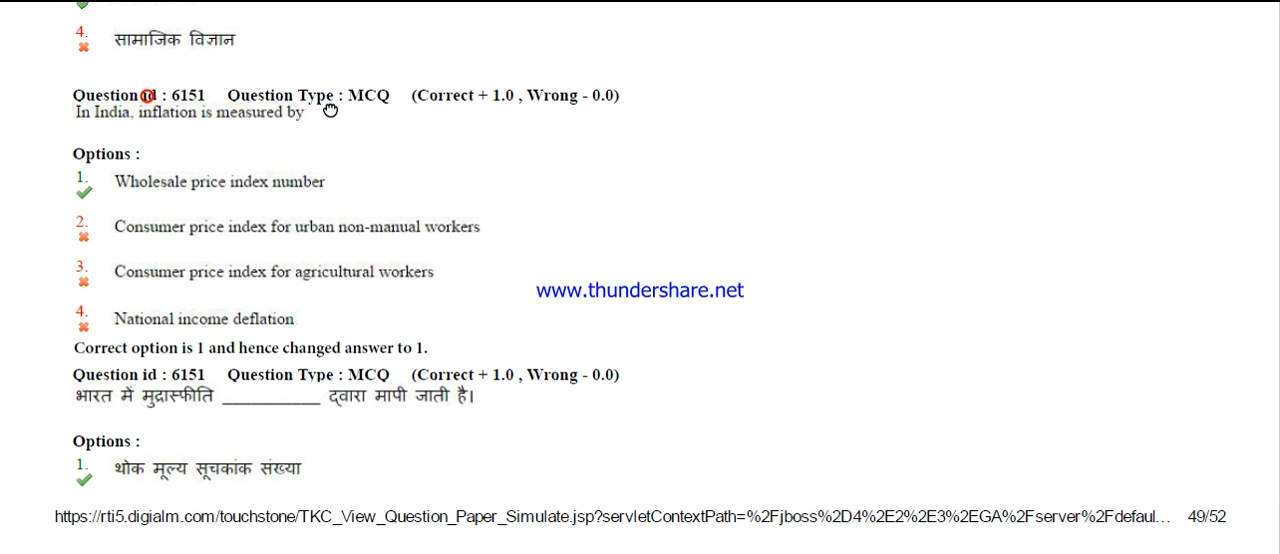 4.
सामाजिक विज्ञान
Question id : 6151 Question Type : MCQ (Correct + 1.0 , Wrong - 0.0)
In India, inflation is measured by
Options :
1. Wholesale price index number
2. Consumer price index for urban non-manual workers
3. Consumer price index for agricultural workers
www.thundershare.net
4. National income deflation
Correct option is 1 and hence changed answer to 1.
Question id : 6151 Question Type : MCQ (Correct + 1.0 , Wrong - 0.0)
भारत में मुद्रास्फीति __________ द्वारा मापी जाती है।
Options :
1. थोक मूल्य सूचकांक संख्या
https://rti5.digialm.com/touchstone/TKC_View_Question_Paper_Simulate.jsp?servletContextPath=%2Fjboss%2D4%2E2%2E3%2EGA%2Fserver%2Fdefaul... 49/52